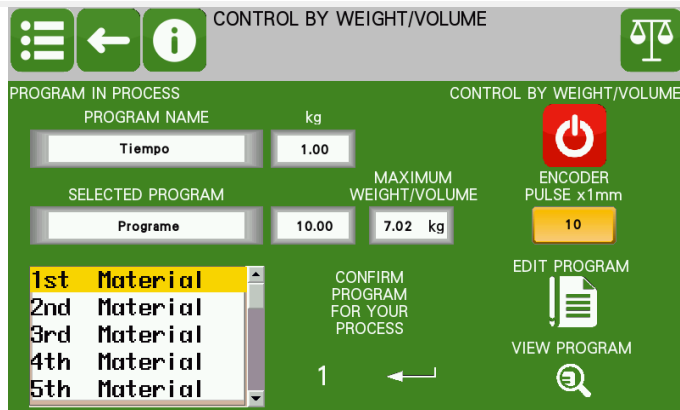 CONTROL BY WEIGHT/VOLUME
PROGRAM IN PROCESS
CONTROL BY WEIGHT/VOLUME
PROGRAM NAME
kg
Tiempo
1.00
SELECTED PROGRAM
MAXIMUM
WEIGHT/VOLUME
ENCODER
PULSE x1mm
Programe
10.00
7.02 kg
10
1st Material
2nd Material
3rd Material
4th Material
5th Material
CONFIRM
PROGRAM
FOR YOUR
PROCESS
1
EDIT PROGRAM
VIEW PROGRAM